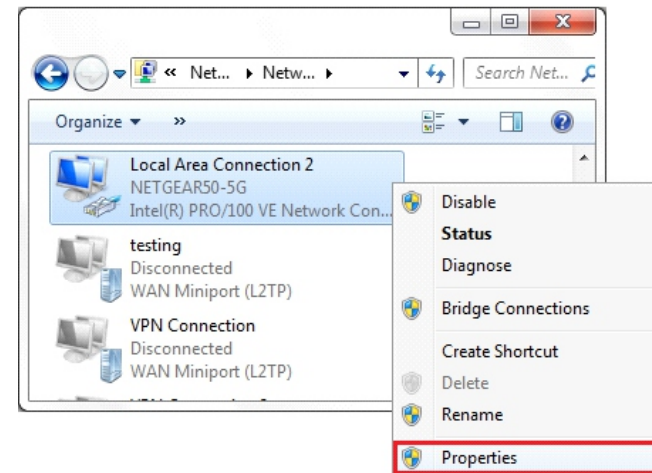 « Net... Netw... Search Net...
Organize »
Local Area Connection 2
NETGEAR50-5G
Intel(R) PRO/100 VE Network Con...
testing
Disconnected
WAN Miniport (L2TP)
VPN Connection
Disconnected
WAN Miniport (L2TP)
Disable
Status
Diagnose
Bridge Connections
Create Shortcut
Delete
Rename
Properties